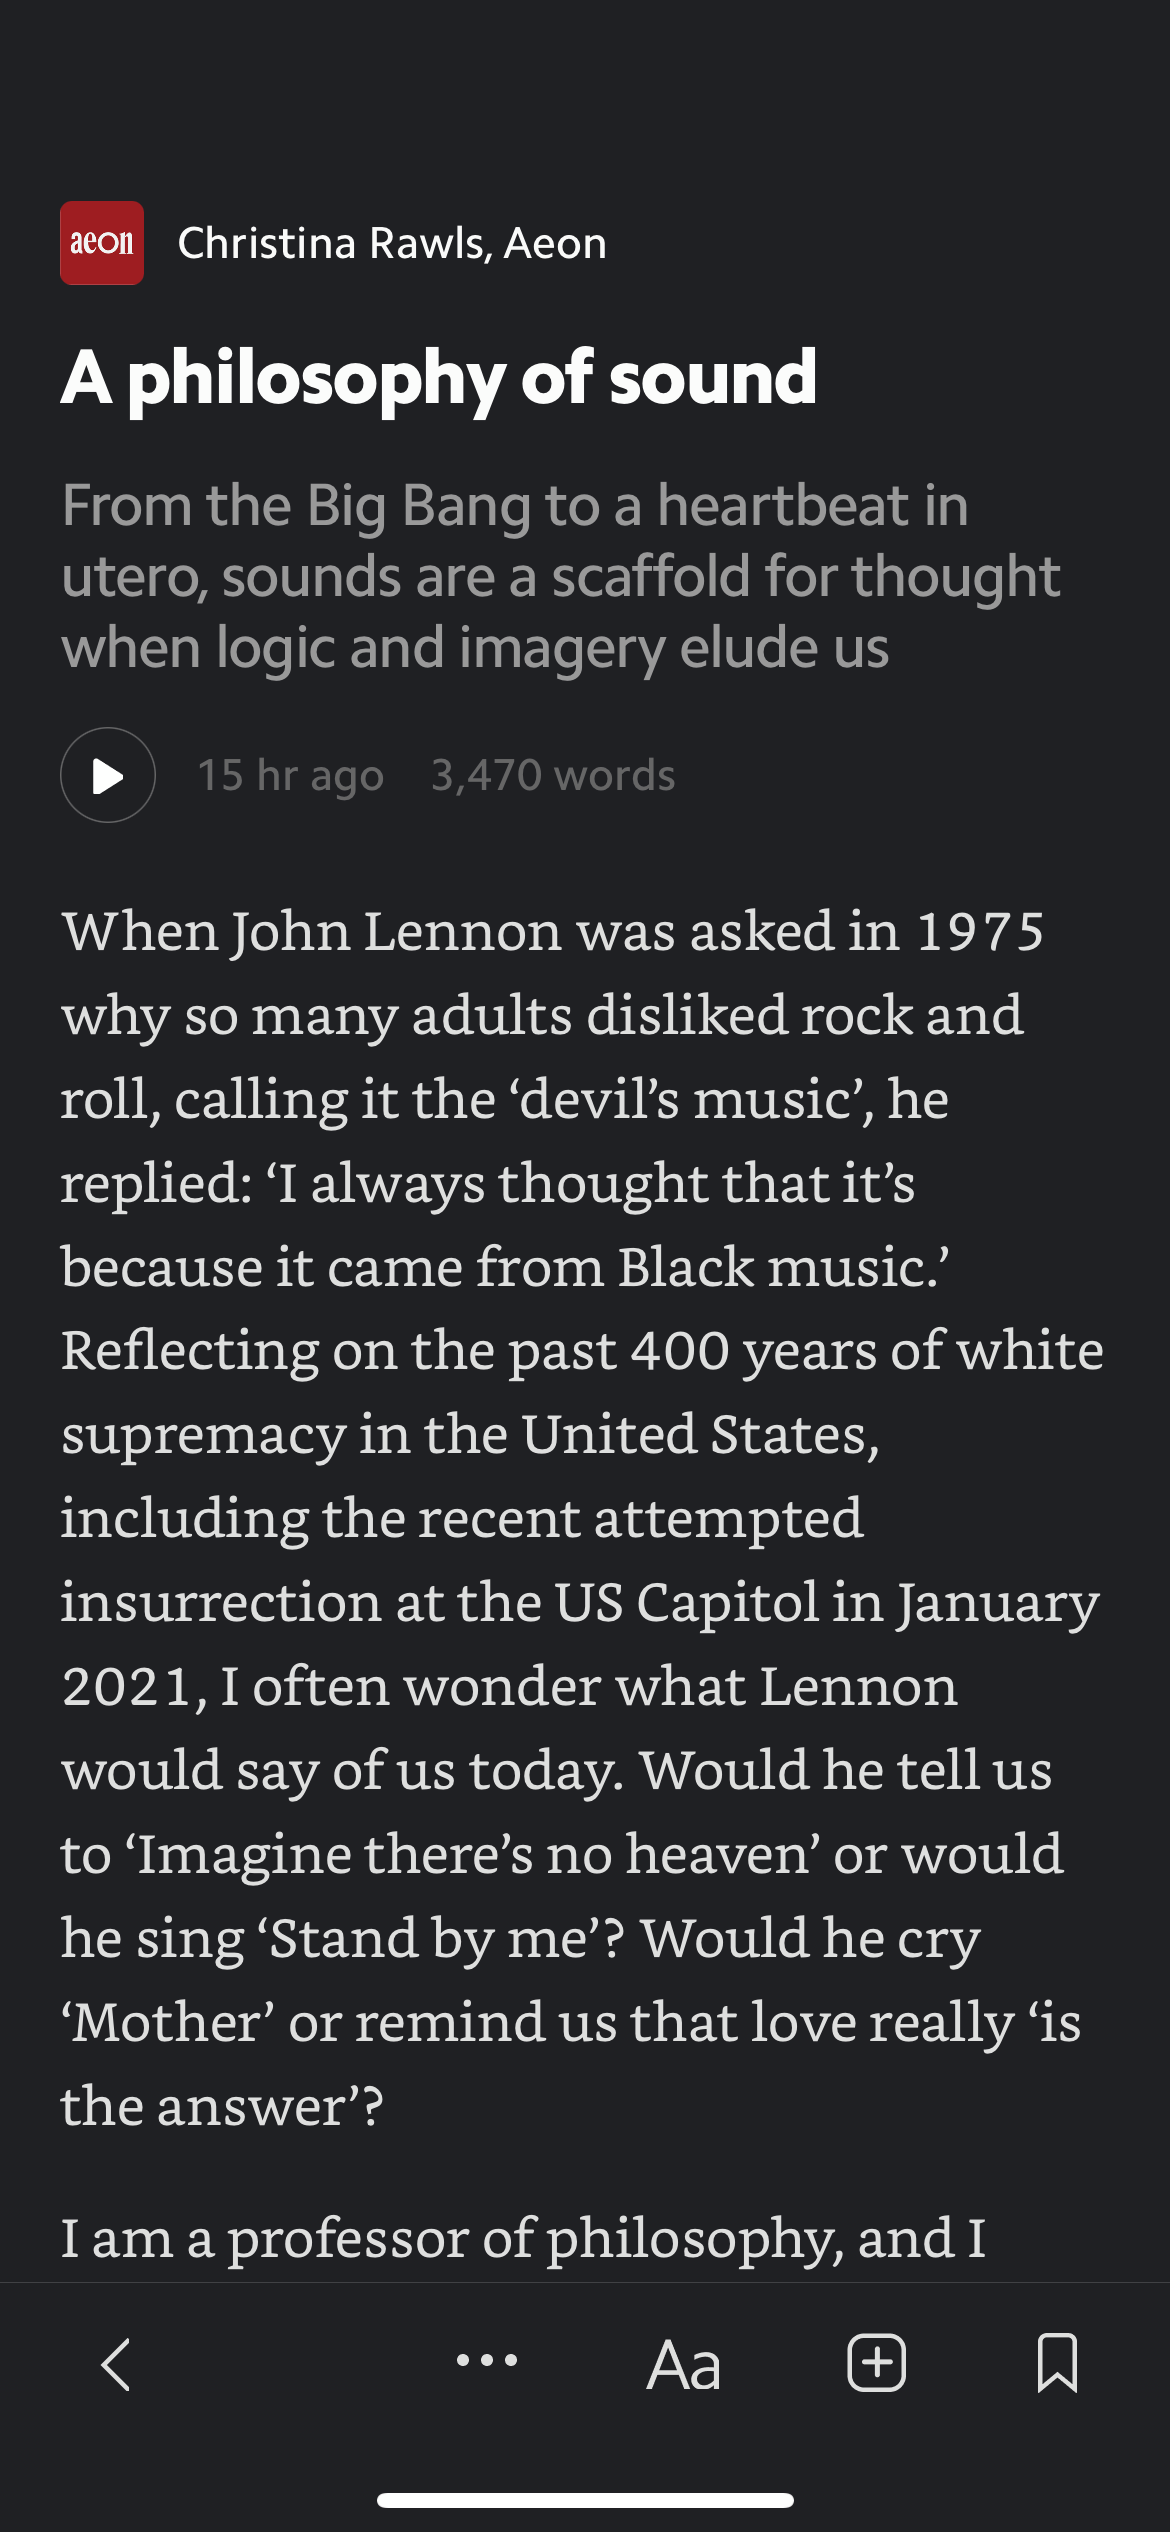 aeon
Christina Rawls, Aeon
A philosophy of sound
From the Big Bang to a heartbeat in
utero, sounds are a scaffold for thought
when logic and imagery elude us
15 hr ago 3,470 words
When John Lennon was asked in 1975
why so many adults disliked rock and
roll, calling it the ‘devil’s music’, he
replied: ‘I always thought that it’s
because it came from Black music.’
Reflecting on the past 400 years of white
supremacy in the United States,
including the recent attempted
insurrection at the US Capitol in January
2021, I often wonder what Lennon
would say of us today. Would he tell us
to ‘Imagine there’s no heaven’ or would
he sing ‘Stand by me’? Would he cry
‘Mother’ or remind us that love really ‘is
the answer’?
I am a professor of philosophy, and I
Aa